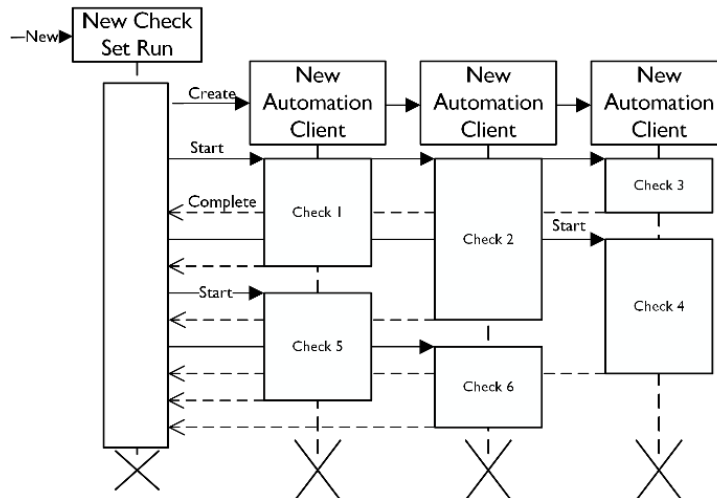 New
New Check
Set Run
New
Automation
Client
New
Automation
Client
New
Automation
Client
Create
Start
Check 1
Check 2
Check 3
Complete
Start
Start
Check 4
Check 5
Check 6